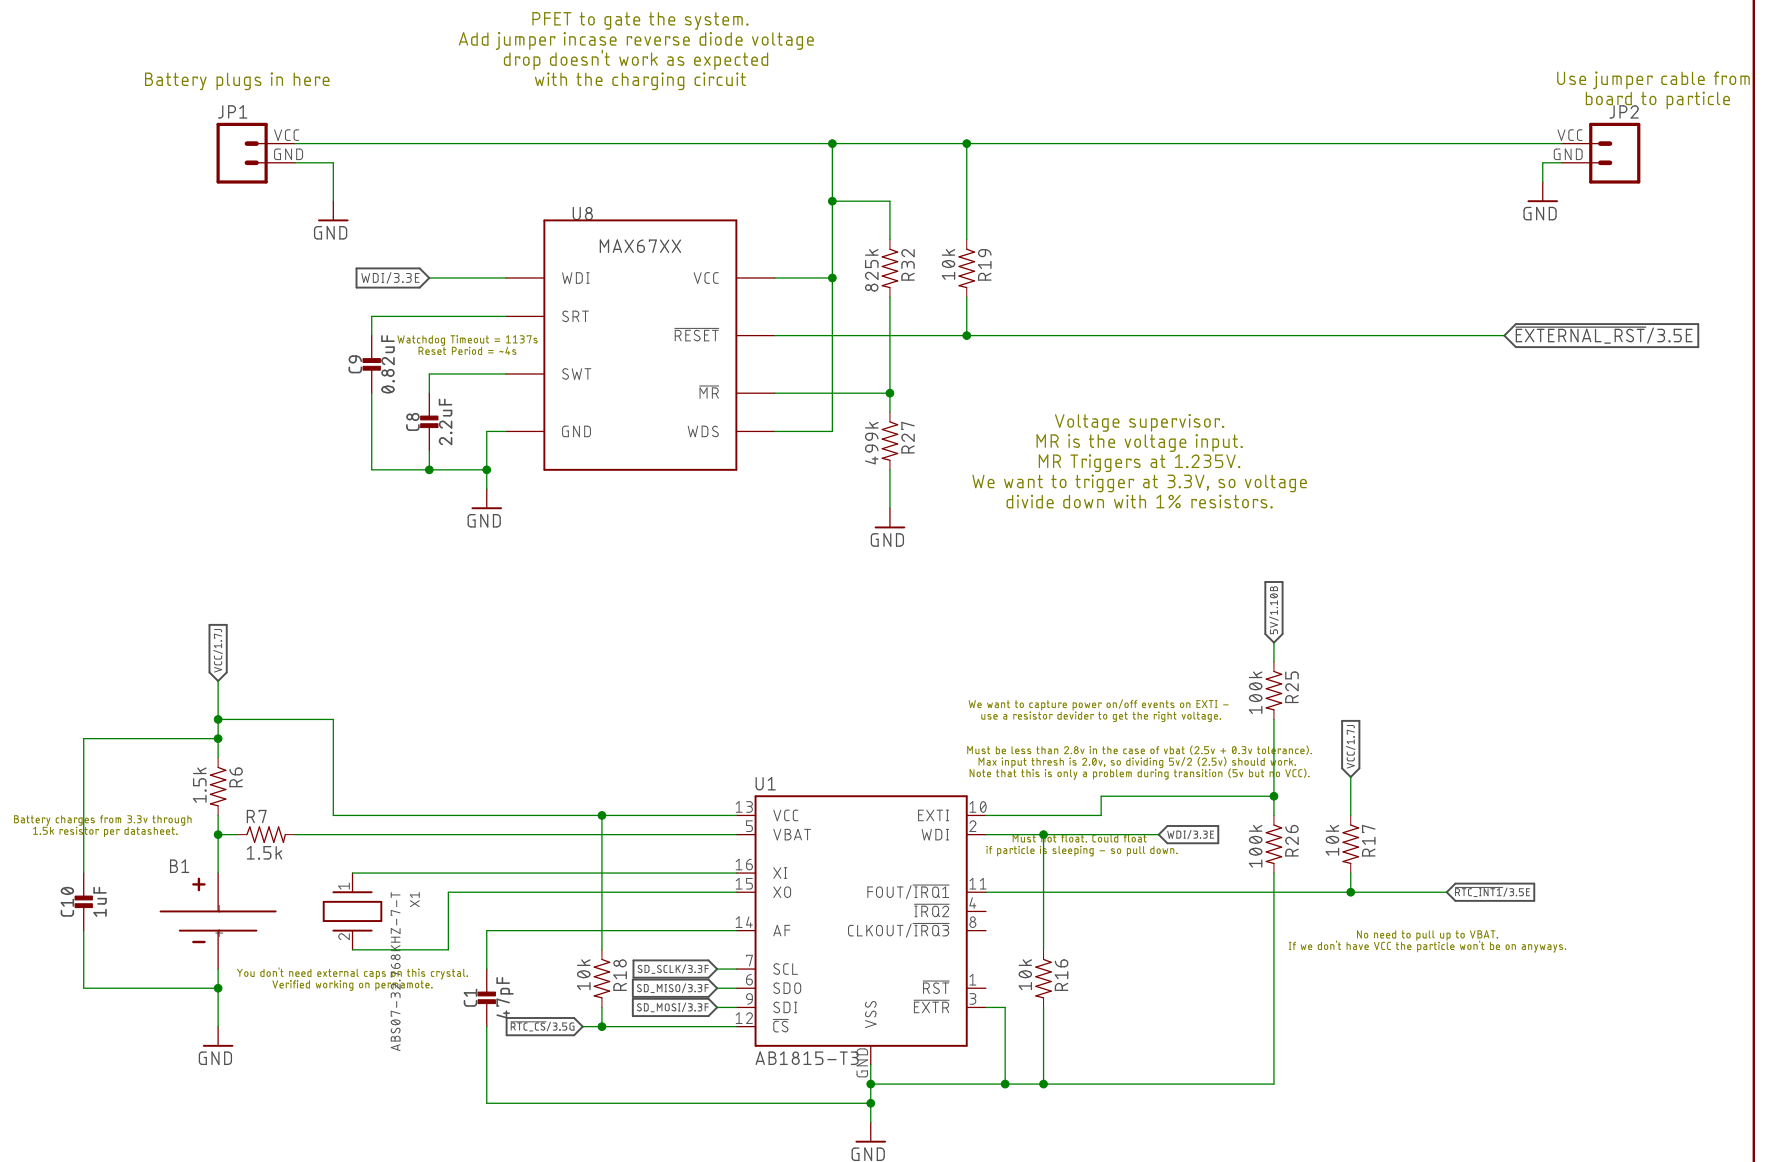 PFET to gate the system.
Add jumper incase reverse diode voltage
drop doesn't work as expected
with the charging circuit
Battery plugs in here
Use jumper cable from
board to particle
JP1
VCC
GND
GND
JP2
VCC
GND
GND
U8
MAX67XX
WDI/3.3E
WDI
SRT
SWT
GND
VCC
RESET
MR
WDS
Watchdog Timeout = 1137s
Reset Period = ~4s
C9
0.82uF
C8
2.2uF
GND
825k
R32
10k
R19
499k
R27
GND
EXTERNAL_RST/3.5E
Voltage supervisor.
MR is the voltage input.
MR Triggers at 1.235V.
We want to trigger at 3.3V, so voltage
divide down with 1% resistors.
VCC/1.7J
1.5k
R6
Battery charges from 3.3v through
1.5k resistor per datasheet.
R7
1.5k
B1
+
-
C10
1uF
GND
1
2
X1
ABS07-32.768KHZ-7-T
You don't need external caps on this crystal.
Verified working on permamote.
C1
47pF
10k
R18
SD_SCLK/3.3F
SD_MISO/3.3F
SD_MOSI/3.3F
RTC_CS/3.5G
U1
13 VCC
5 VBAT
16 XI
15 XO
14 AF
7 SCL
6 SDO
9 SDI
12 CS
EXTI 10
WDI 2
FOUT/IRQ1 11
IRQ2 4
CLKOUT/IRQ3 8
RST 1
EXTR 3
VSS
GND
AB1815-T3
GND
We want to capture power on/off events on EXTI -
use a resistor devider to get the right voltage.
Must be less than 2.8v in the case of vbat (2.5v + 0.3v tolerance).
Max input thresh is 2.0v, so dividing 5v/2 (2.5v) should work.
Note that this is only a problem during transition (5v but no VCC).
Must not float. Could float
if particle is sleeping - so pull down.
WDI/3.3E
10k
R16
5V/1.10B
100k
R25
100k
R26
VCC/1.7J
10k
R17
RTC_INT1/3.5E
No need to pull up to VBAT.
If we don't have VCC the particle won't be on anyways.